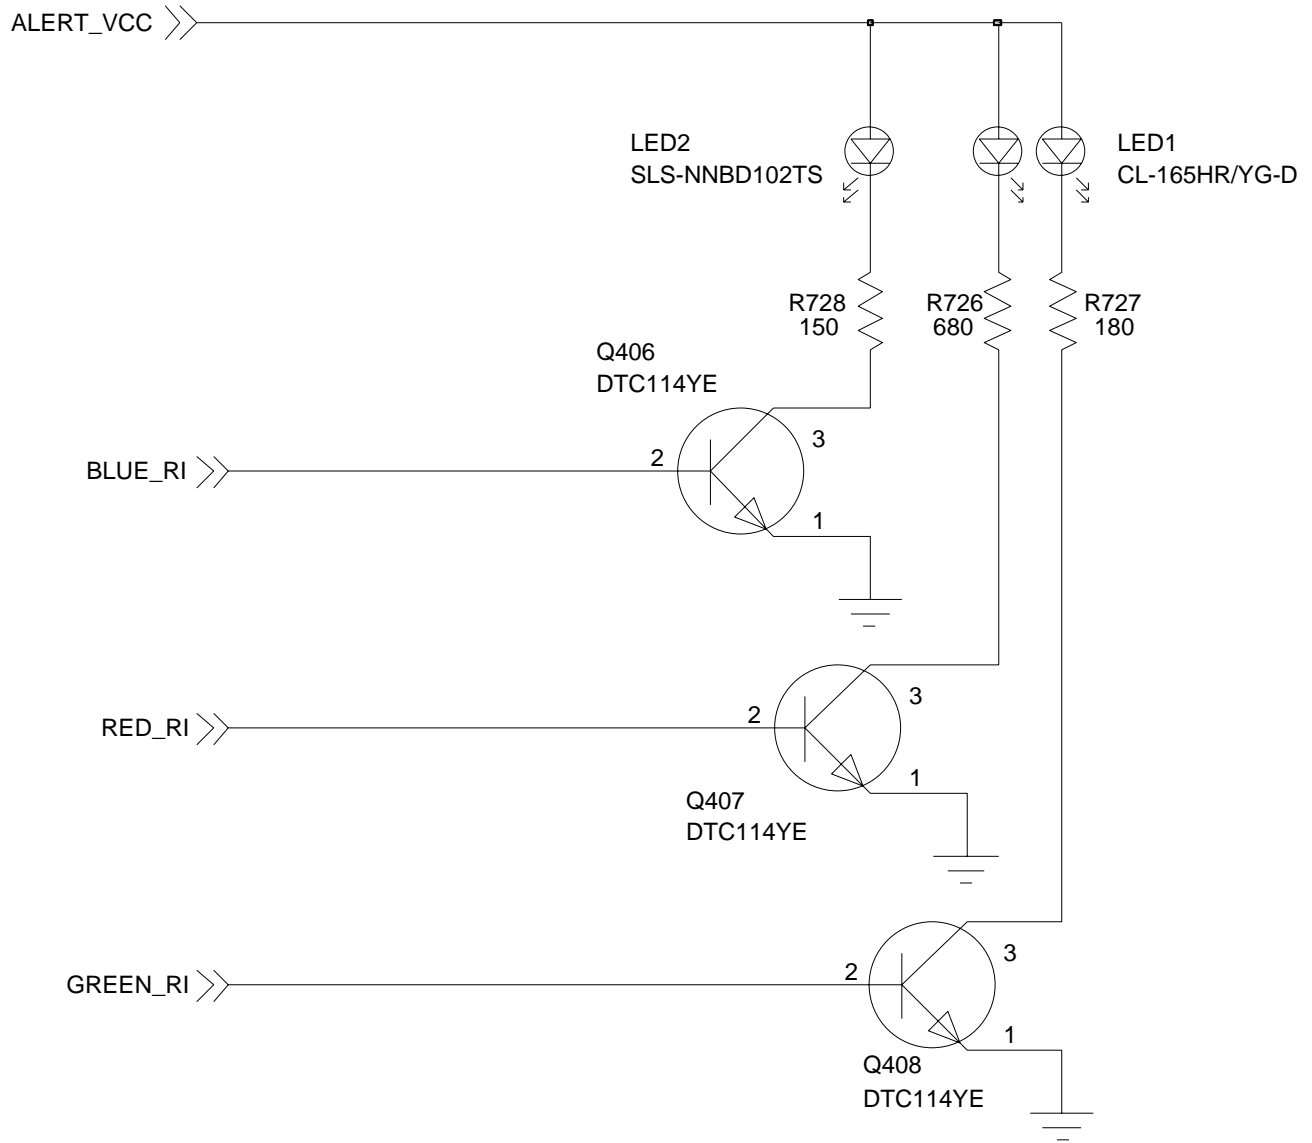 ALERT_VCC
LED2
SLS-NNBD102TS
LED1
CL-165HR/YG-D
R728
150
R726
680
R727
180
Q406
DTC114YE
3
2
BLUE_RI
1
3
2
RED_RI
1
Q407
DTC114YE
3
2
GREEN_RI
1
Q408
DTC114YE